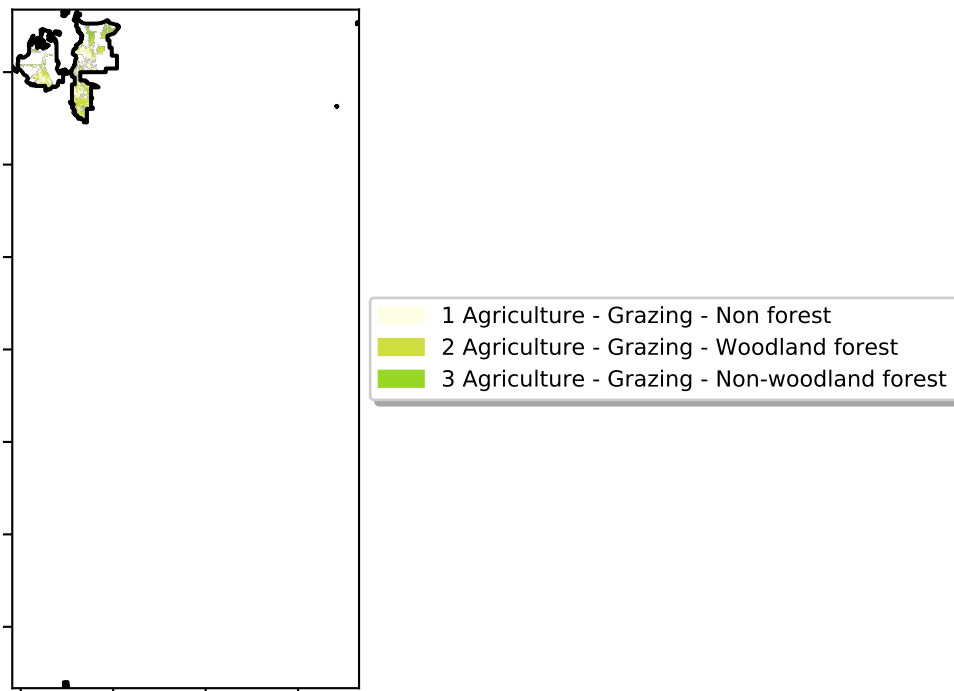 1 Agriculture - Grazing - Non forest
2 Agriculture - Grazing - Woodland forest
3 Agriculture - Grazing - Non-woodland forest